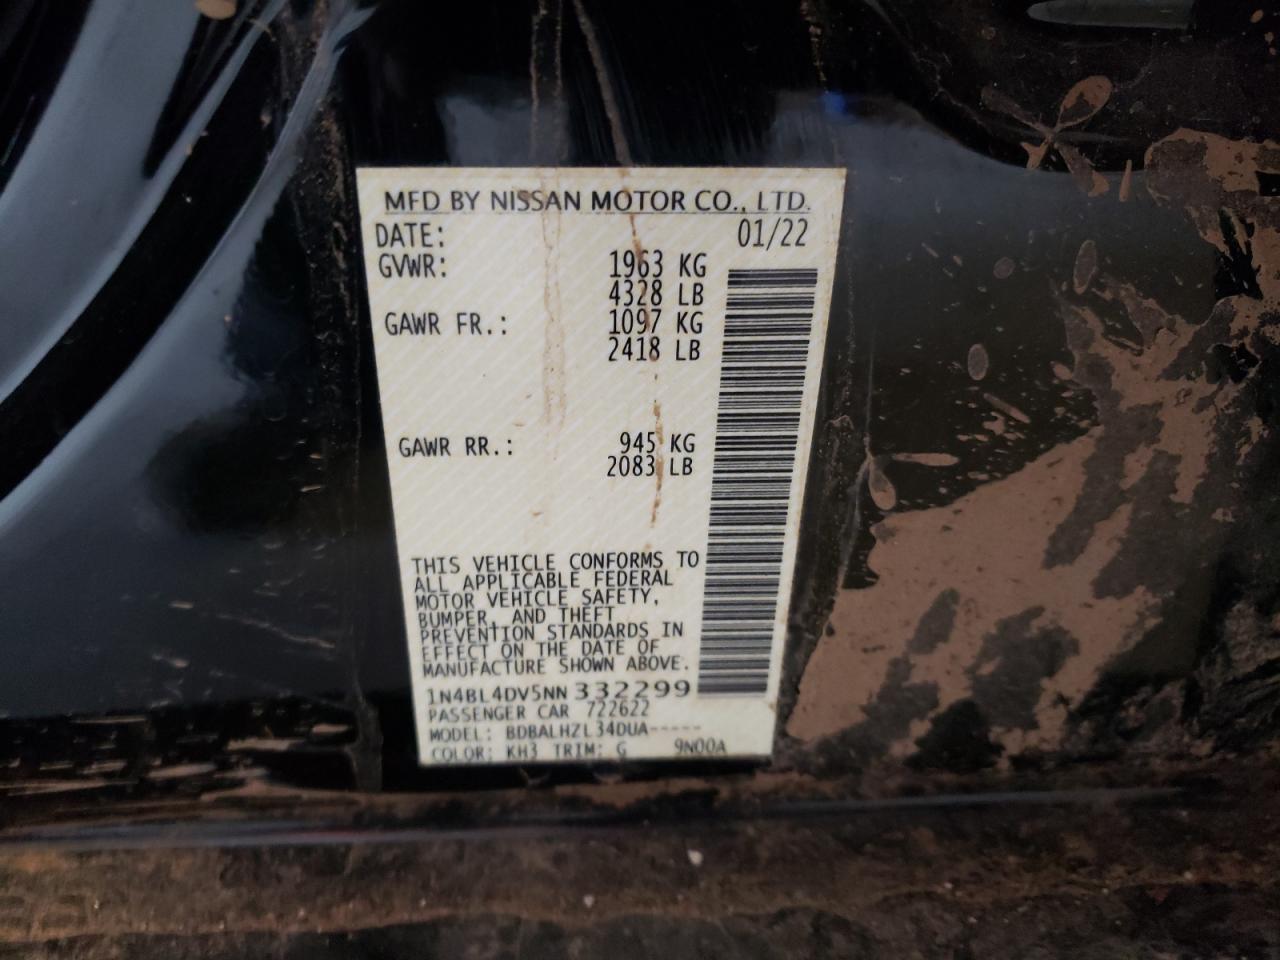 MFD BY NISSAN MOTOR CO., LTD.
DATE: 01/22
GVWR: 1963 KG
4328 LB
GAWR FR.: 1097 KG
2418 LB
GAWR RR.: 945 KG
2083 LB
THIS VEHICLE CONFORMS TO
ALL APPLICABLE FEDERAL
MOTOR VEHICLE SAFETY,
BUMPER, AND THEFT
PREVENTION STANDARDS IN
EFFECT ON THE DATE OF
MANUFACTURE SHOWN ABOVE.
1N4BL4DV5NN332299
PASSENGER CAR 722622
MODEL: BDBALHZL34DUA-----
COLOR: KH3 TRIM: G 9N00A